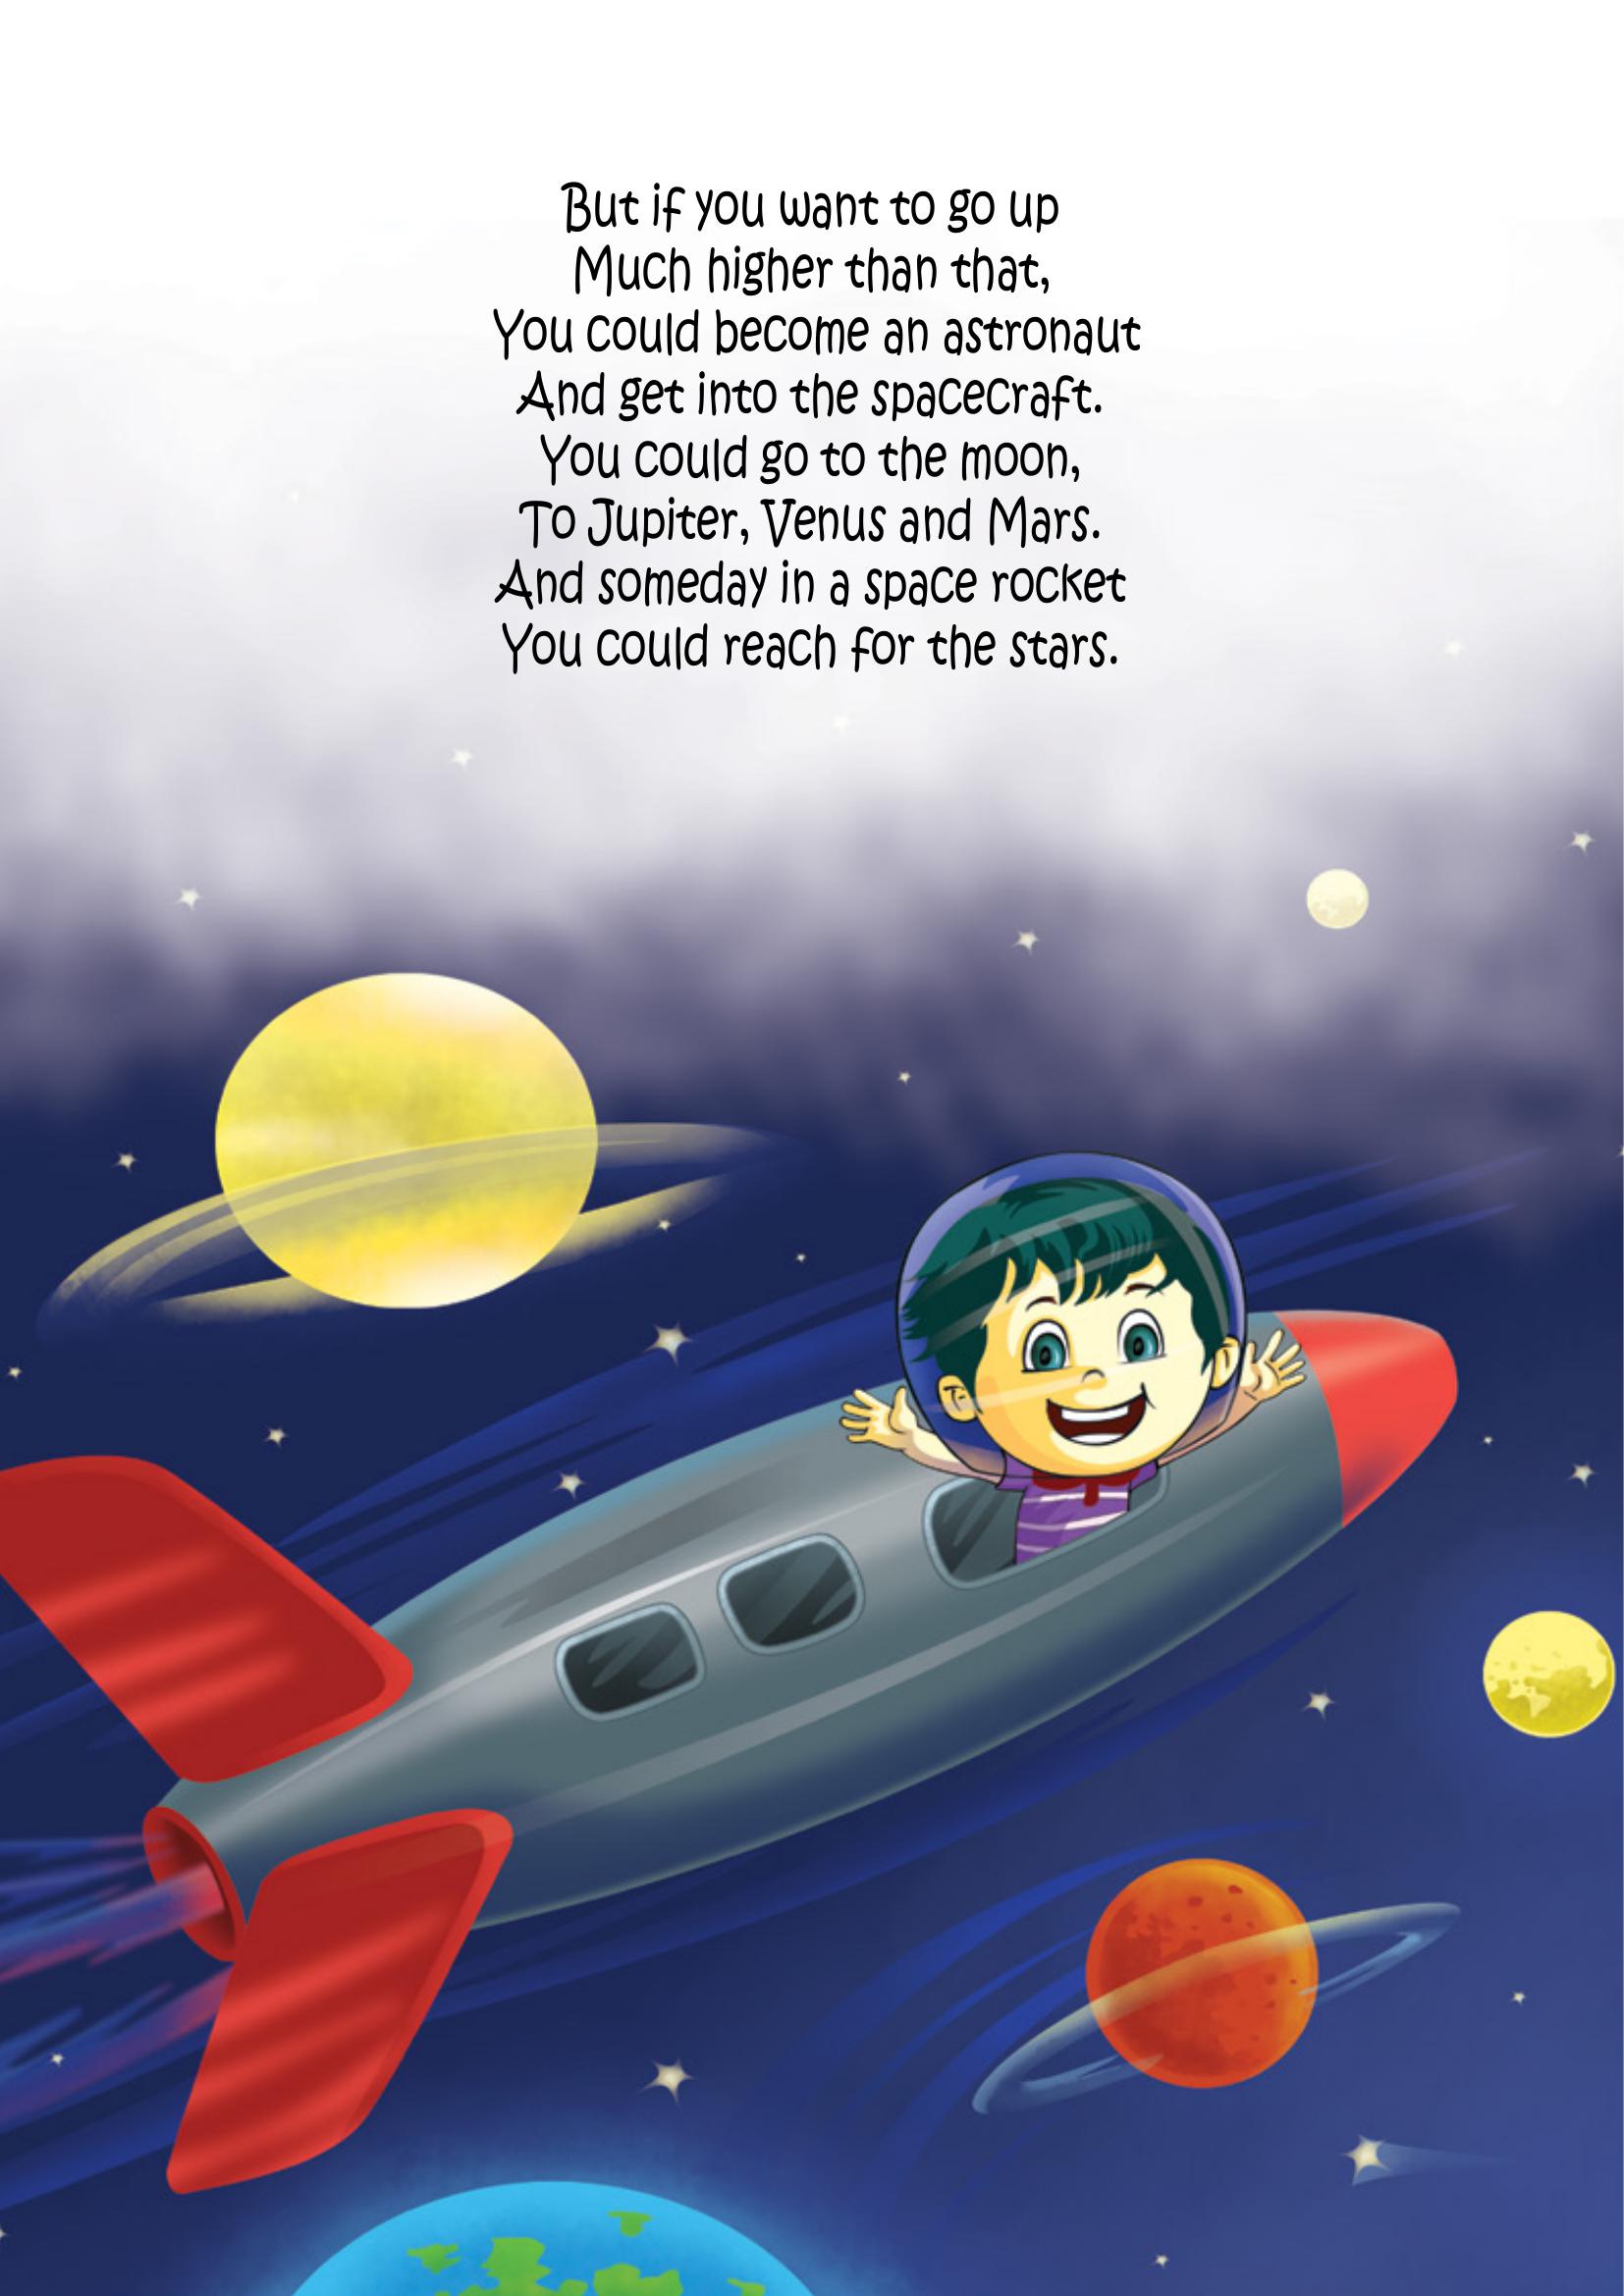 But if you want to go up
Much higher than that,
You could become an astronaut
And get into the spacecraft.
You could go to the moon,
To Jupiter, Venus and Mars.
And someday in a space rocket
You could reach for the stars.